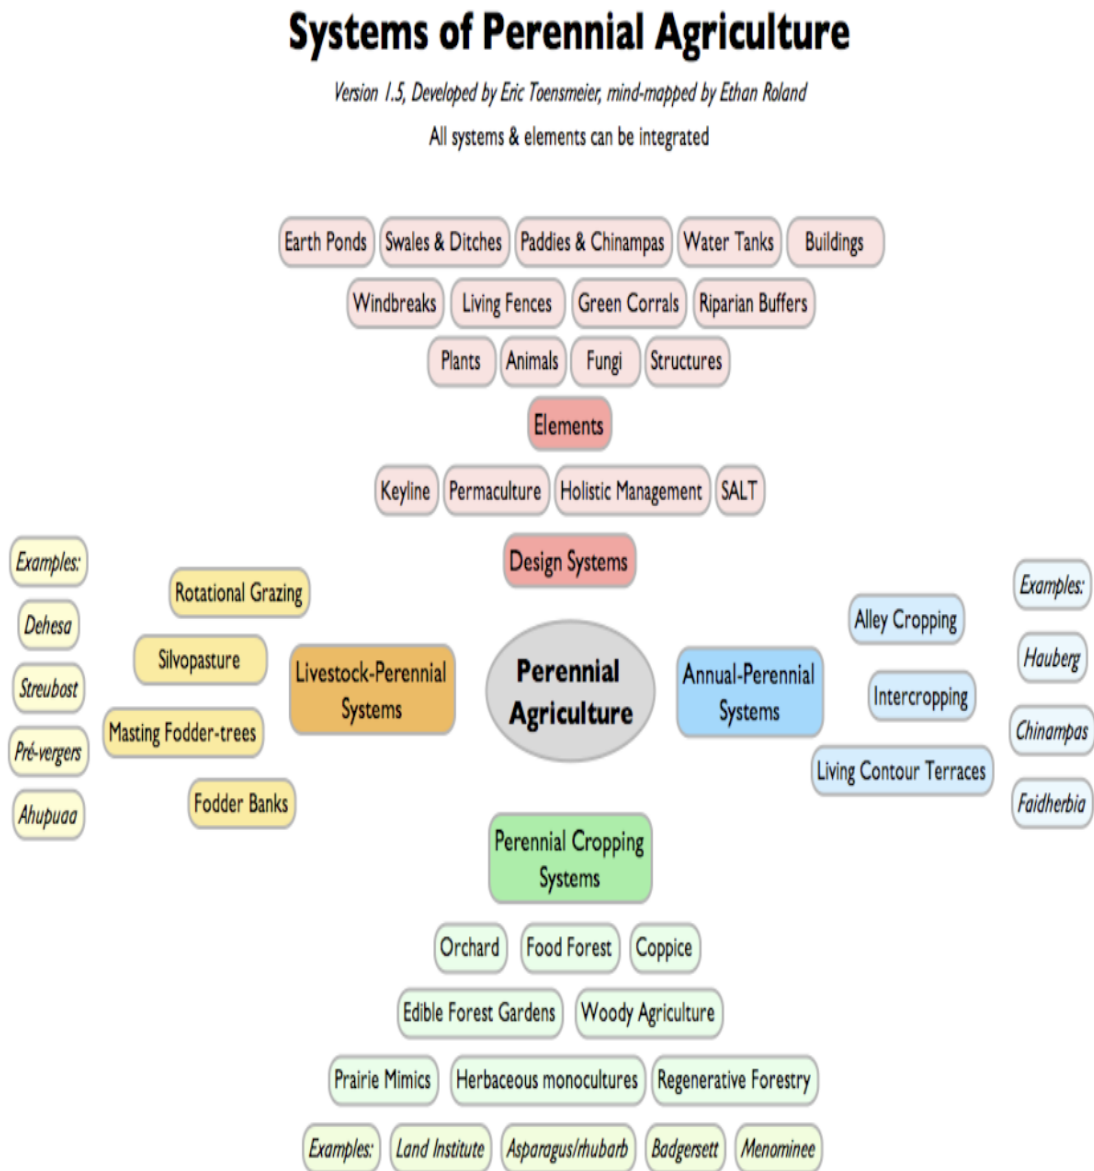 Systems of Perennial Agriculture
Version 1.5, Developed by Eric Toensmeier, mind-mapped by Ethan Roland
All systems & elements can be integrated
Earth Ponds
Swales & Ditches
Paddies & Chinampas
Water Tanks
Buildings
Windbreaks
Living Fences
Green Corrals
Riparian Buffers
Plants
Animals
Fungi
Structures
Elements
Keyline
Permaculture
Holistic Management
SALT
Design Systems
Examples:
Dehesa
Streubost
Pré-vergers
Ahupuaa
Rotational Grazing
Silvopasture
Masting Fodder-trees
Fodder Banks
Livestock-Perennial
Systems
Perennial
Agriculture
Annual-Perennial
Systems
Alley Cropping
Intercropping
Living Contour Terraces
Examples:
Hauberg
Chinampas
Faidherbia
Perennial Cropping
Systems
Orchard
Food Forest
Coppice
Edible Forest Gardens
Woody Agriculture
Prairie Mimics
Herbaceous monocultures
Regenerative Forestry
Examples:
Land Institute
Asparagus/rhubarb
Badgersett
Menominee